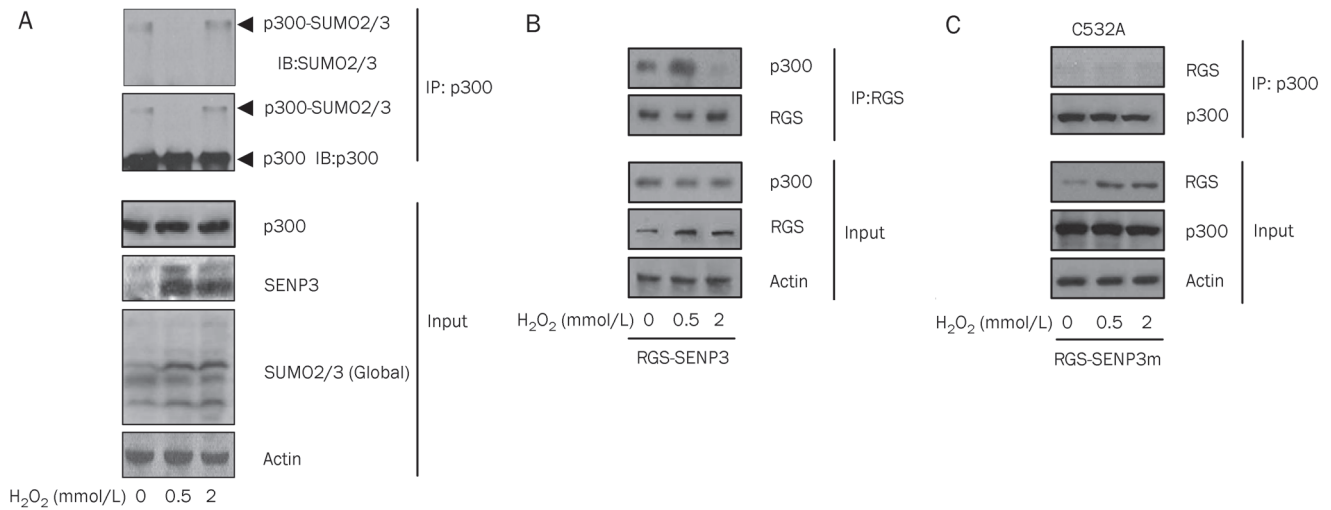 A
p300-SUMO2/3
IB:SUMO2/3
p300-SUMO2/3
p300 IB:p300
IP: p300
p300
SENP3
SUMO2/3 (Global)
Actin
Input
H₂O₂ (mmol/L) 0 0.5 2
B
p300
RGS
IP:RGS
p300
RGS
Actin
Input
H₂O₂ (mmol/L) 0 0.5 2
RGS-SENP3
C
C532A
RGS
p300
IP: p300
RGS
p300
Actin
Input
H₂O₂ (mmol/L) 0 0.5 2
RGS-SENP3m